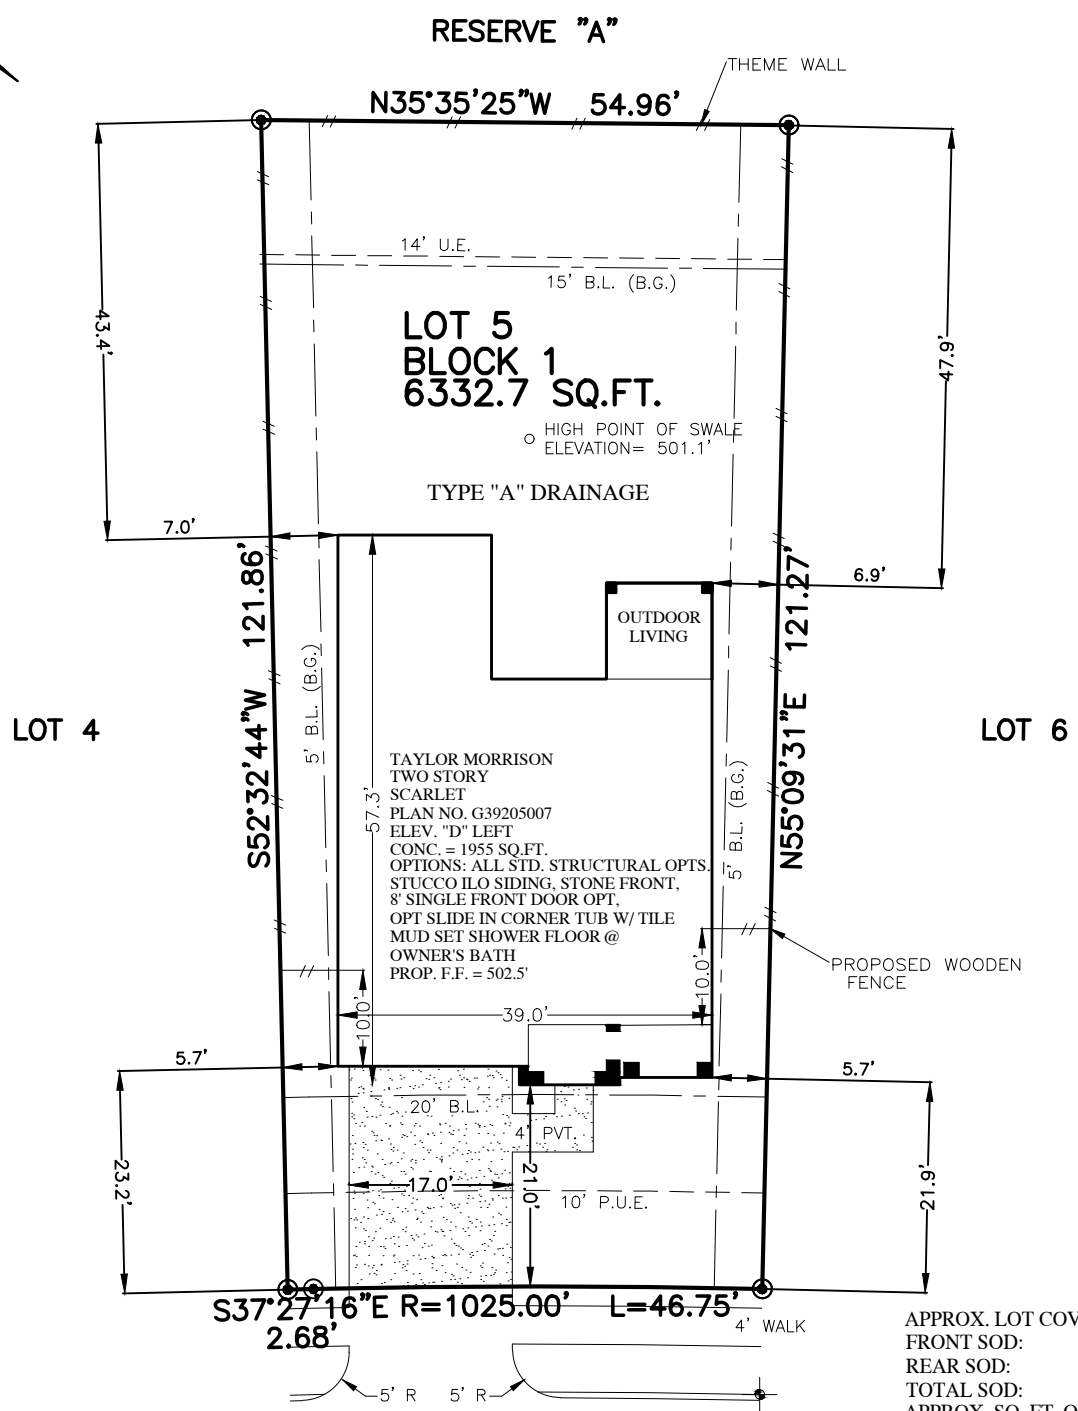 RESERVE "A"
THEME WALL
N35°35'25"W 54.96'
14' U.E.
15' B.L. (B.G.)
43.4'
47.9'
LOT 5
BLOCK 1
6332.7 SQ.FT.
HIGH POINT OF SWALE
ELEVATION= 501.1'
TYPE "A" DRAINAGE
7.0'
6.9'
OUTDOOR
LIVING
S52°32'44"W 121.86'
N55°09'31"E 121.27'
5' B.L. (B.G.)
5' B.L. (B.G.)
LOT 4
LOT 6
57.3'
TAYLOR MORRISON
TWO STORY
SCARLET
PLAN NO. G39205007
ELEV. "D" LEFT
CONC. = 1955 SQ.FT.
OPTIONS: ALL STD. STRUCTURAL OPTS.
STUCCO ILO SIDING, STONE FRONT,
8' SINGLE FRONT DOOR OPT,
OPT SLIDE IN CORNER TUB W/ TILE
MUD SET SHOWER FLOOR @
OWNER'S BATH
PROP. F.F. = 502.5'
PROPOSED WOODEN
FENCE
10.0'
10.0'
39.0'
5.7'
5.7'
20' B.L.
4' PVT.
23.2'
17.0'
21.0'
10' P.U.E.
21.9'
S37°27'16"E R=1025.00' L=46.75'
2.68'
4' WALK
5' R 5' R
APPROX. LOT COV
FRONT SOD:
REAR SOD:
TOTAL SOD:
APPROX. SQ. FT. O